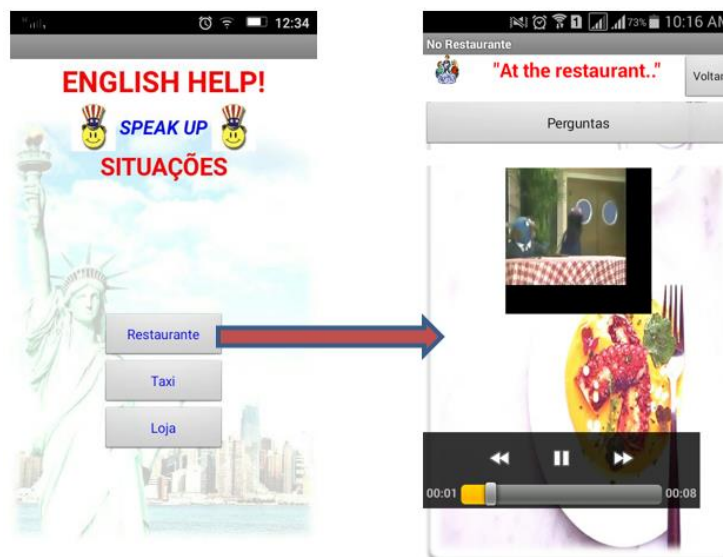 12:34
ENGLISH HELP!
SPEAK UP
SITUAÇÕES
Restaurante
Taxi
Loja
1 73% 10:16 AM
No Restaurante
"At the restaurant.."
Voltar
Perguntas
00:01
00:08